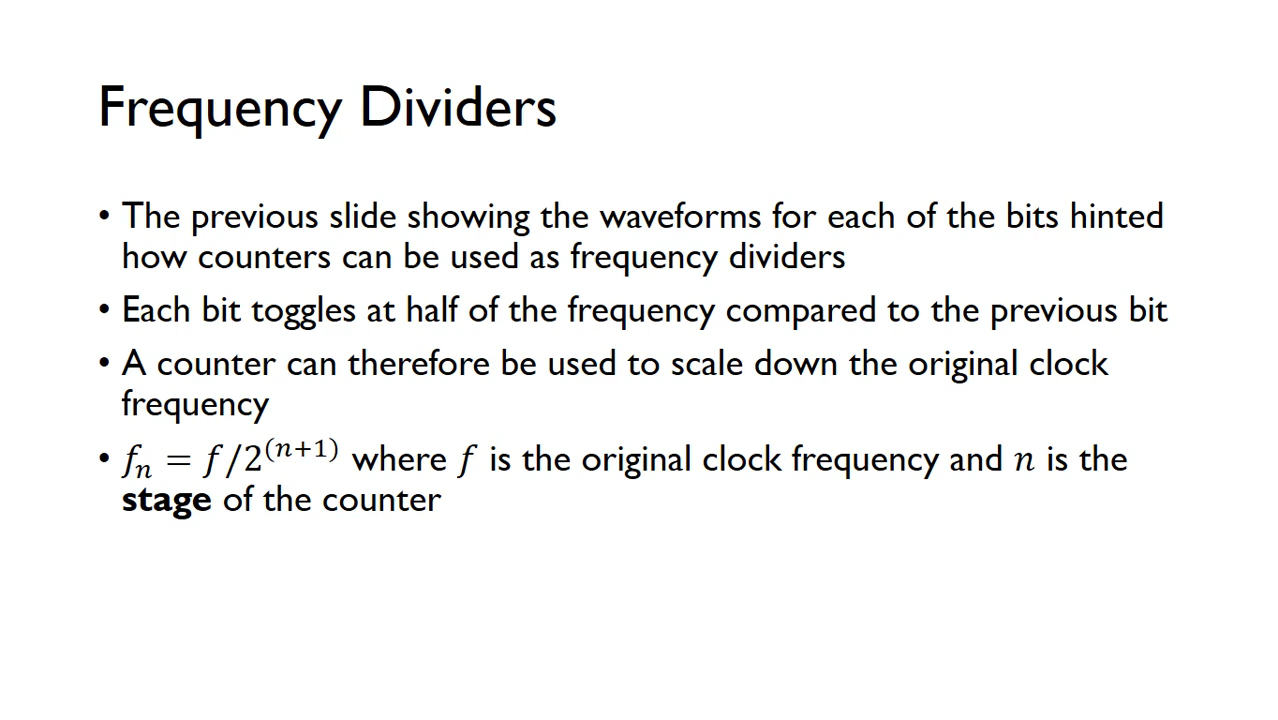 Frequency Dividers
• The previous slide showing the waveforms for each of the bits hinted
how counters can be used as frequency dividers
• Each bit toggles at half of the frequency compared to the previous bit
• A counter can therefore be used to scale down the original clock
frequency
• 𝑓ₙ = 𝑓/2⁽ⁿ⁺¹⁾ where 𝑓 is the original clock frequency and 𝑛 is the
stage of the counter